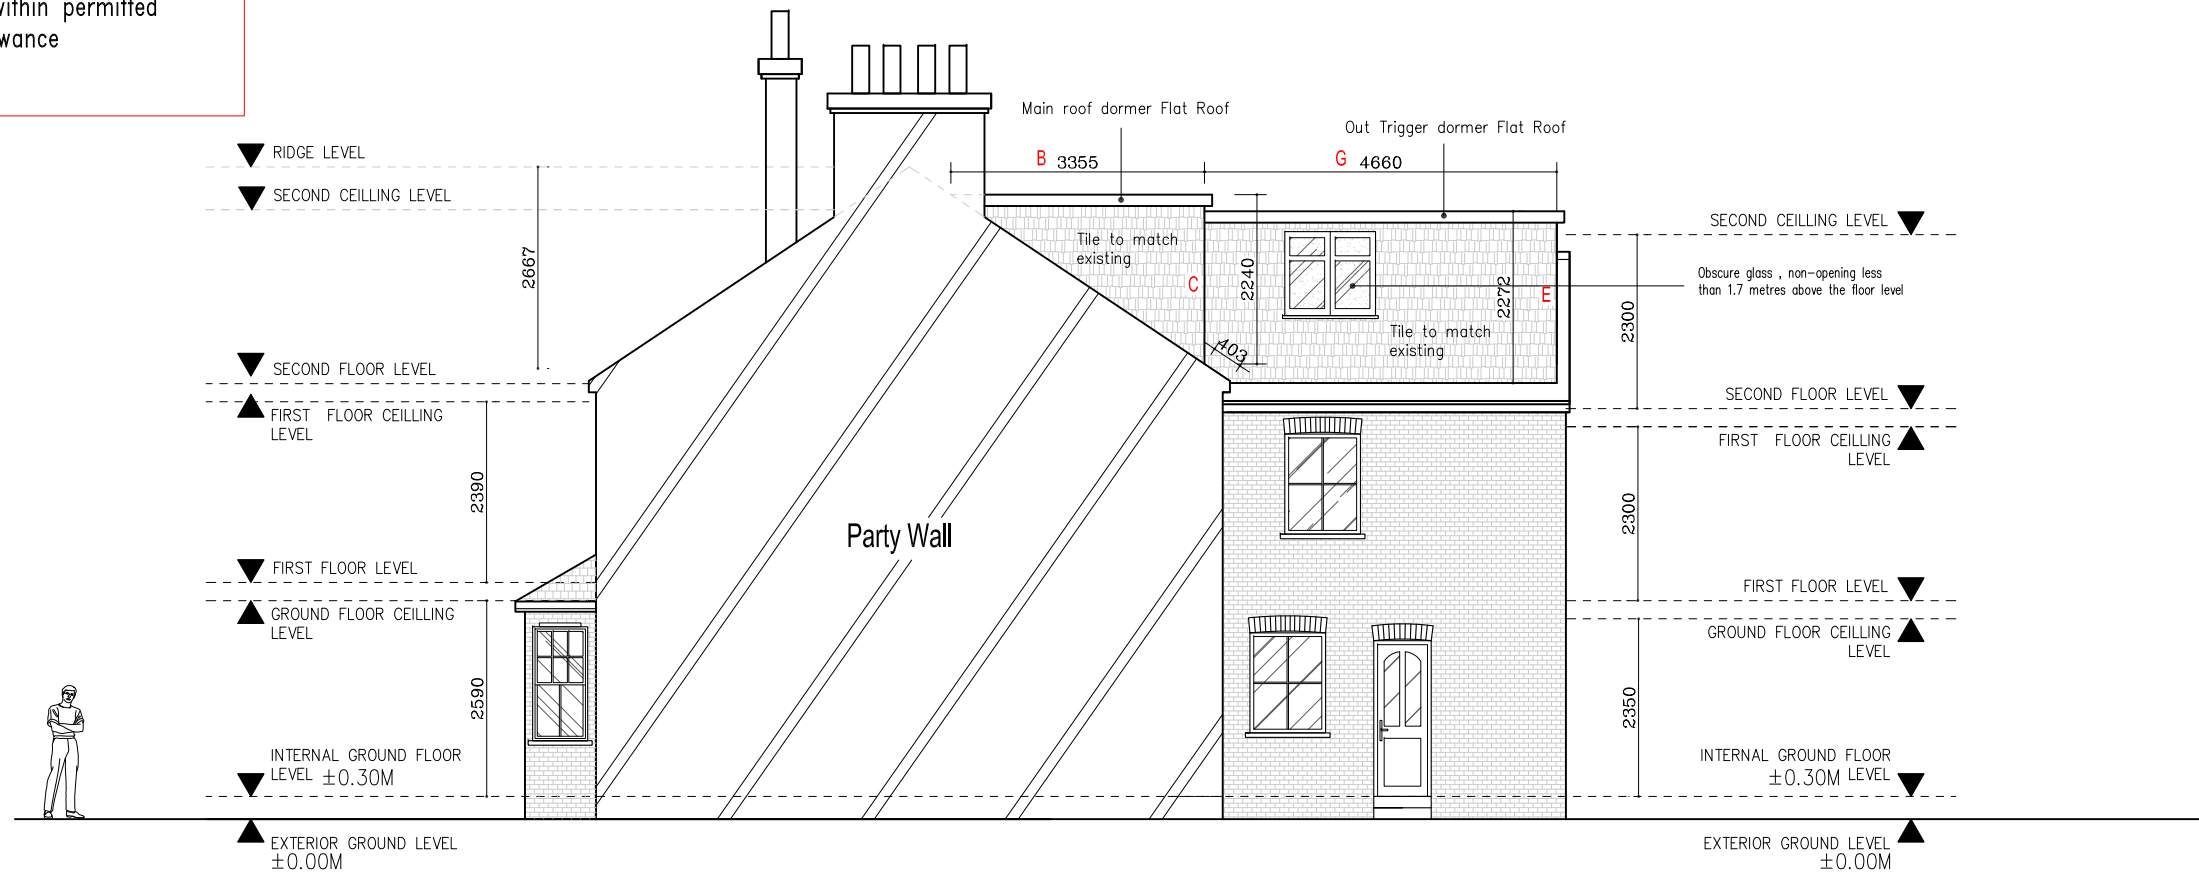 within permitted
wance
RIDGE LEVEL
SECOND CEILLING LEVEL
2667
SECOND FLOOR LEVEL
FIRST FLOOR CEILLING
LEVEL
2390
FIRST FLOOR LEVEL
GROUND FLOOR CEILLING
LEVEL
2590
INTERNAL GROUND FLOOR
LEVEL ±0.30M
EXTERIOR GROUND LEVEL
±0.00M
Party Wall
Main roof dormer Flat Roof
Out Trigger dormer Flat Roof
B 3355
G 4660
Tile to match
existing
C
2240
403
2272
E
Tile to match
existing
SECOND CEILLING LEVEL
Obscure glass , non-opening less
than 1.7 metres above the floor level
2300
SECOND FLOOR LEVEL
FIRST FLOOR CEILLING
LEVEL
2300
FIRST FLOOR LEVEL
GROUND FLOOR CEILLING
LEVEL
2350
INTERNAL GROUND FLOOR
±0.30M LEVEL
EXTERIOR GROUND LEVEL
±0.00M